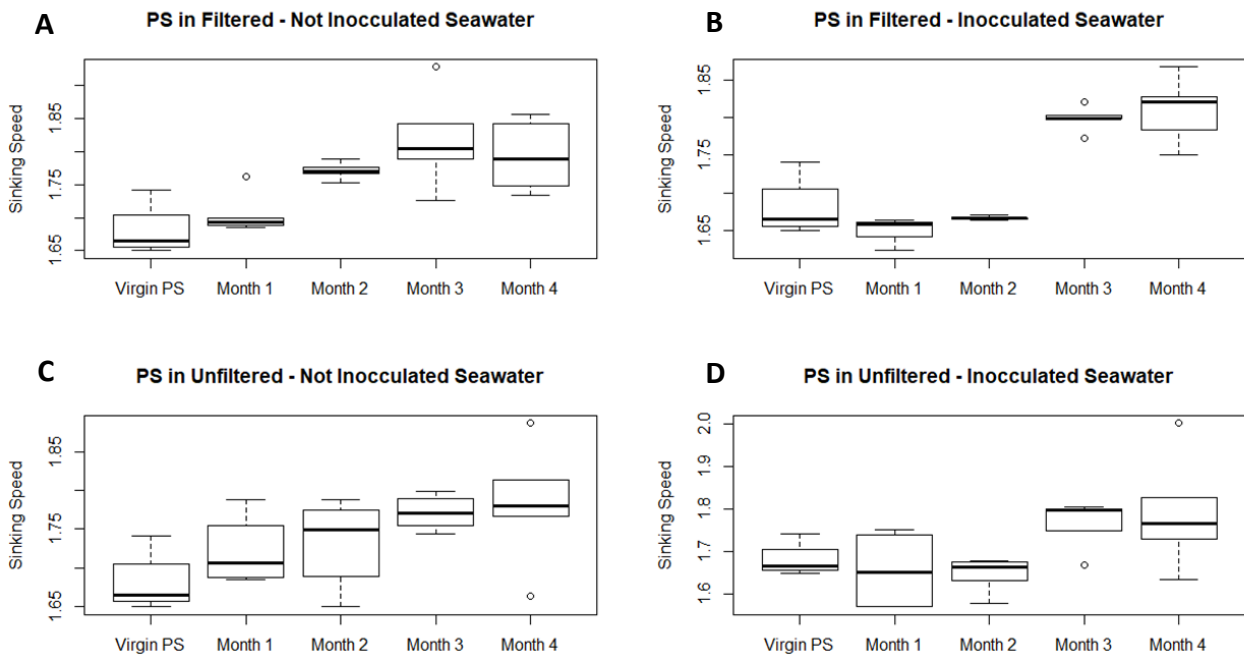 A
PS in Filtered - Not Inocculated Seawater
Sinking Speed
1.85
1.75
1.65
Virgin PS Month 1 Month 2 Month 3 Month 4
B
PS in Filtered - Inocculated Seawater
Sinking Speed
1.85
1.75
1.65
Virgin PS Month 1 Month 2 Month 3 Month 4
C
PS in Unfiltered - Not Inocculated Seawater
Sinking Speed
1.85
1.75
1.65
Virgin PS Month 1 Month 2 Month 3 Month 4
D
PS in Unfiltered - Inocculated Seawater
Sinking Speed
2.0
1.9
1.8
1.7
1.6
Virgin PS Month 1 Month 2 Month 3 Month 4